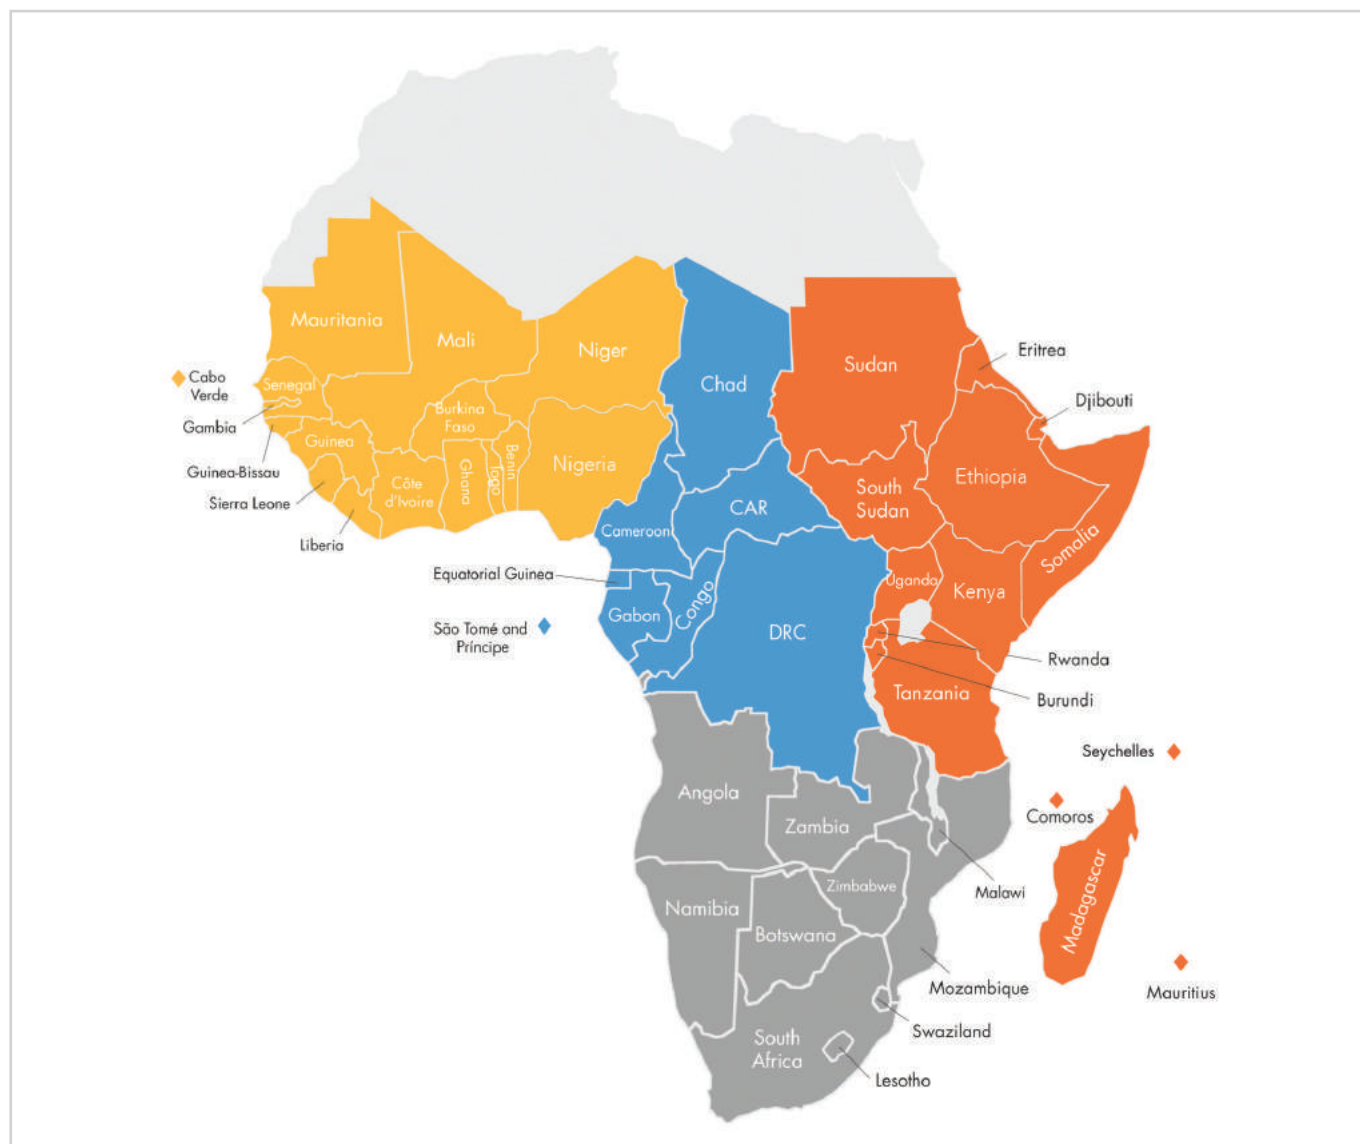 Mauritania
Mali
Niger
Chad
Sudan
Eritrea
Cabo
Verde
Senegal
Djibouti
Gambia
Burkina
Faso
Guinea
Guinea-Bissau
Nigeria
Benin
Togo
Ghana
Côte
d'Ivoire
Sierra Leone
Liberia
Ethiopia
South
Sudan
CAR
Cameroon
Somalia
Equatorial Guinea
Uganda
Kenya
Gabon
Congo
DRC
São Tomé and
Príncipe
Rwanda
Burundi
Tanzania
Seychelles
Angola
Comoros
Zambia
Malawi
Zimbabwe
Madagascar
Namibia
Botswana
Mozambique
Mauritius
Swaziland
South
Africa
Lesotho